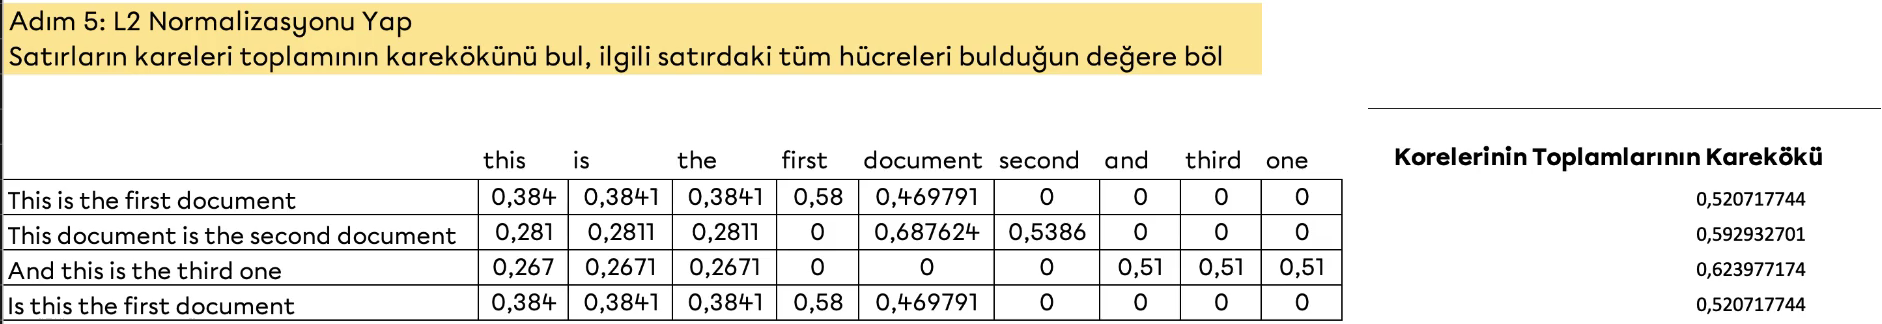 Adım 5: L2 Normalizasyonu Yap
Satırların kareleri toplamının karekökünü bul, ilgili satırdaki tüm hücreleri bulduğun değere böl
this is the first document second and third one Korelerinin Toplamlarının Karekökü
This is the first document 0,384 0,3841 0,3841 0,58 0,469791 0 0 0 0 0,520717744
This document is the second document 0,281 0,2811 0,2811 0 0,687624 0,5386 0 0 0 0,592932701
And this is the third one 0,267 0,2671 0,2671 0 0 0 0,51 0,51 0,51 0,623977174
Is this the first document 0,384 0,3841 0,3841 0,58 0,469791 0 0 0 0 0,520717744